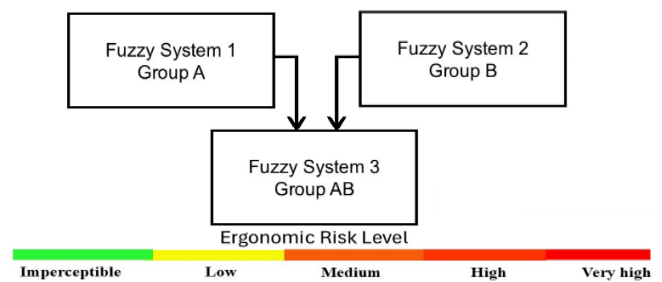 Fuzzy System 1
Group A
Fuzzy System 2
Group B
Fuzzy System 3
Group AB
Ergonomic Risk Level
Imperceptible Low Medium High Very high